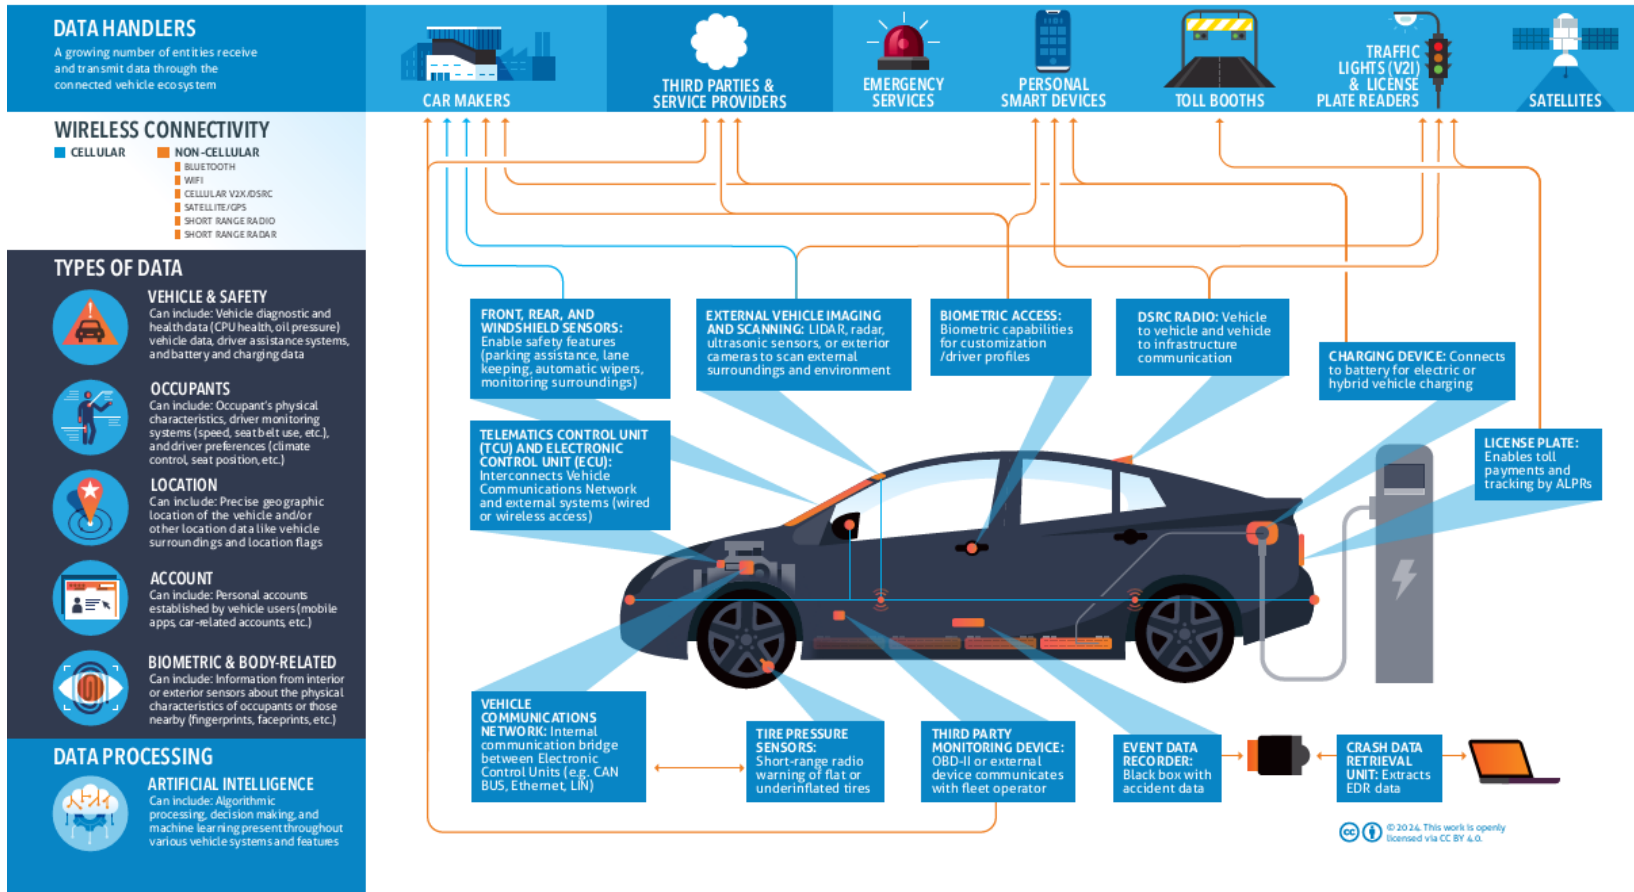 DATA HANDLERS
A growing number of entities receive
and transmit data through the
connected vehicle ecosystem
CAR MAKERS
THIRD PARTIES &
SERVICE PROVIDERS
EMERGENCY
SERVICES
PERSONAL
SMART DEVICES
TOLL BOOTHS
TRAFFIC
LIGHTS (V2I)
& LICENSE
PLATE READERS
SATELLITES
WIRELESS CONNECTIVITY
CELLULAR
NON-CELLULAR
BLUETOOTH
WIFI
CELLULAR V2X/DSRC
SATELLITE/GPS
SHORT RANGE RADIO
SHORT RANGE RADAR
TYPES OF DATA
VEHICLE & SAFETY
Can include: Vehicle diagnostic and
health data (CPU health, oil pressure)
vehicle data, driver assistance systems,
and battery and charging data
OCCUPANTS
Can include: Occupant's physical
characteristics, driver monitoring
systems (speed, seat belt use, etc.),
and driver preferences (climate
control, seat position, etc.)
LOCATION
Can include: Precise geographic
location of the vehicle and/or
other location data like vehicle
surroundings and location flags
ACCOUNT
Can include: Personal accounts
established by vehicle users (mobile
apps, car-related accounts, etc.)
BIOMETRIC & BODY-RELATED
Can include: Information from interior
or exterior sensors about the physical
characteristics of occupants or those
nearby (fingerprints, faceprints, etc.)
DATA PROCESSING
ARTIFICIAL INTELLIGENCE
Can include: Algorithmic
processing, decision making, and
machine learning present throughout
various vehicle systems and features
FRONT, REAR, AND
WINDSHIELD SENSORS:
Enable safety features
(parking assistance, lane
keeping, automatic wipers,
monitoring surroundings)
EXTERNAL VEHICLE IMAGING
AND SCANNING: LIDAR, radar,
ultrasonic sensors, or exterior
cameras to scan external
surroundings and environment
BIOMETRIC ACCESS:
Biometric capabilities
for customization
/driver profiles
DSRC RADIO: Vehicle
to vehicle and vehicle
to infrastructure
communication
CHARGING DEVICE: Connects
to battery for electric or
hybrid vehicle charging
TELEMATICS CONTROL UNIT
(TCU) AND ELECTRONIC
CONTROL UNIT (ECU):
Interconnects Vehicle
Communications Network
and external systems (wired
or wireless access)
LICENSE PLATE:
Enables toll
payments and
tracking by ALPRs
VEHICLE
COMMUNICATIONS
NETWORK: Internal
communication bridge
between Electronic
Control Units (e.g. CAN
BUS, Ethernet, LIN)
TIRE PRESSURE
SENSORS:
Short-range radio
warning of flat or
underinflated tires
THIRD PARTY
MONITORING DEVICE:
OBD-II or external
device communicates
with fleet operator
EVENT DATA
RECORDER:
Black box with
accident data
CRASH DATA
RETRIEVAL
UNIT: Extracts
EDR data
cc
© 2024. This work is openly
licensed via CC BY 4.0.